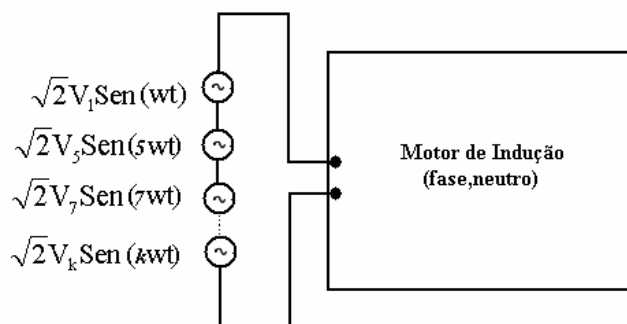 √2V₁Sen(wt)
√2V₅Sen(5wt)
√2V₇Sen(7wt)
√2VₖSen(kwt)
Motor de Indução
(fase,neutro)